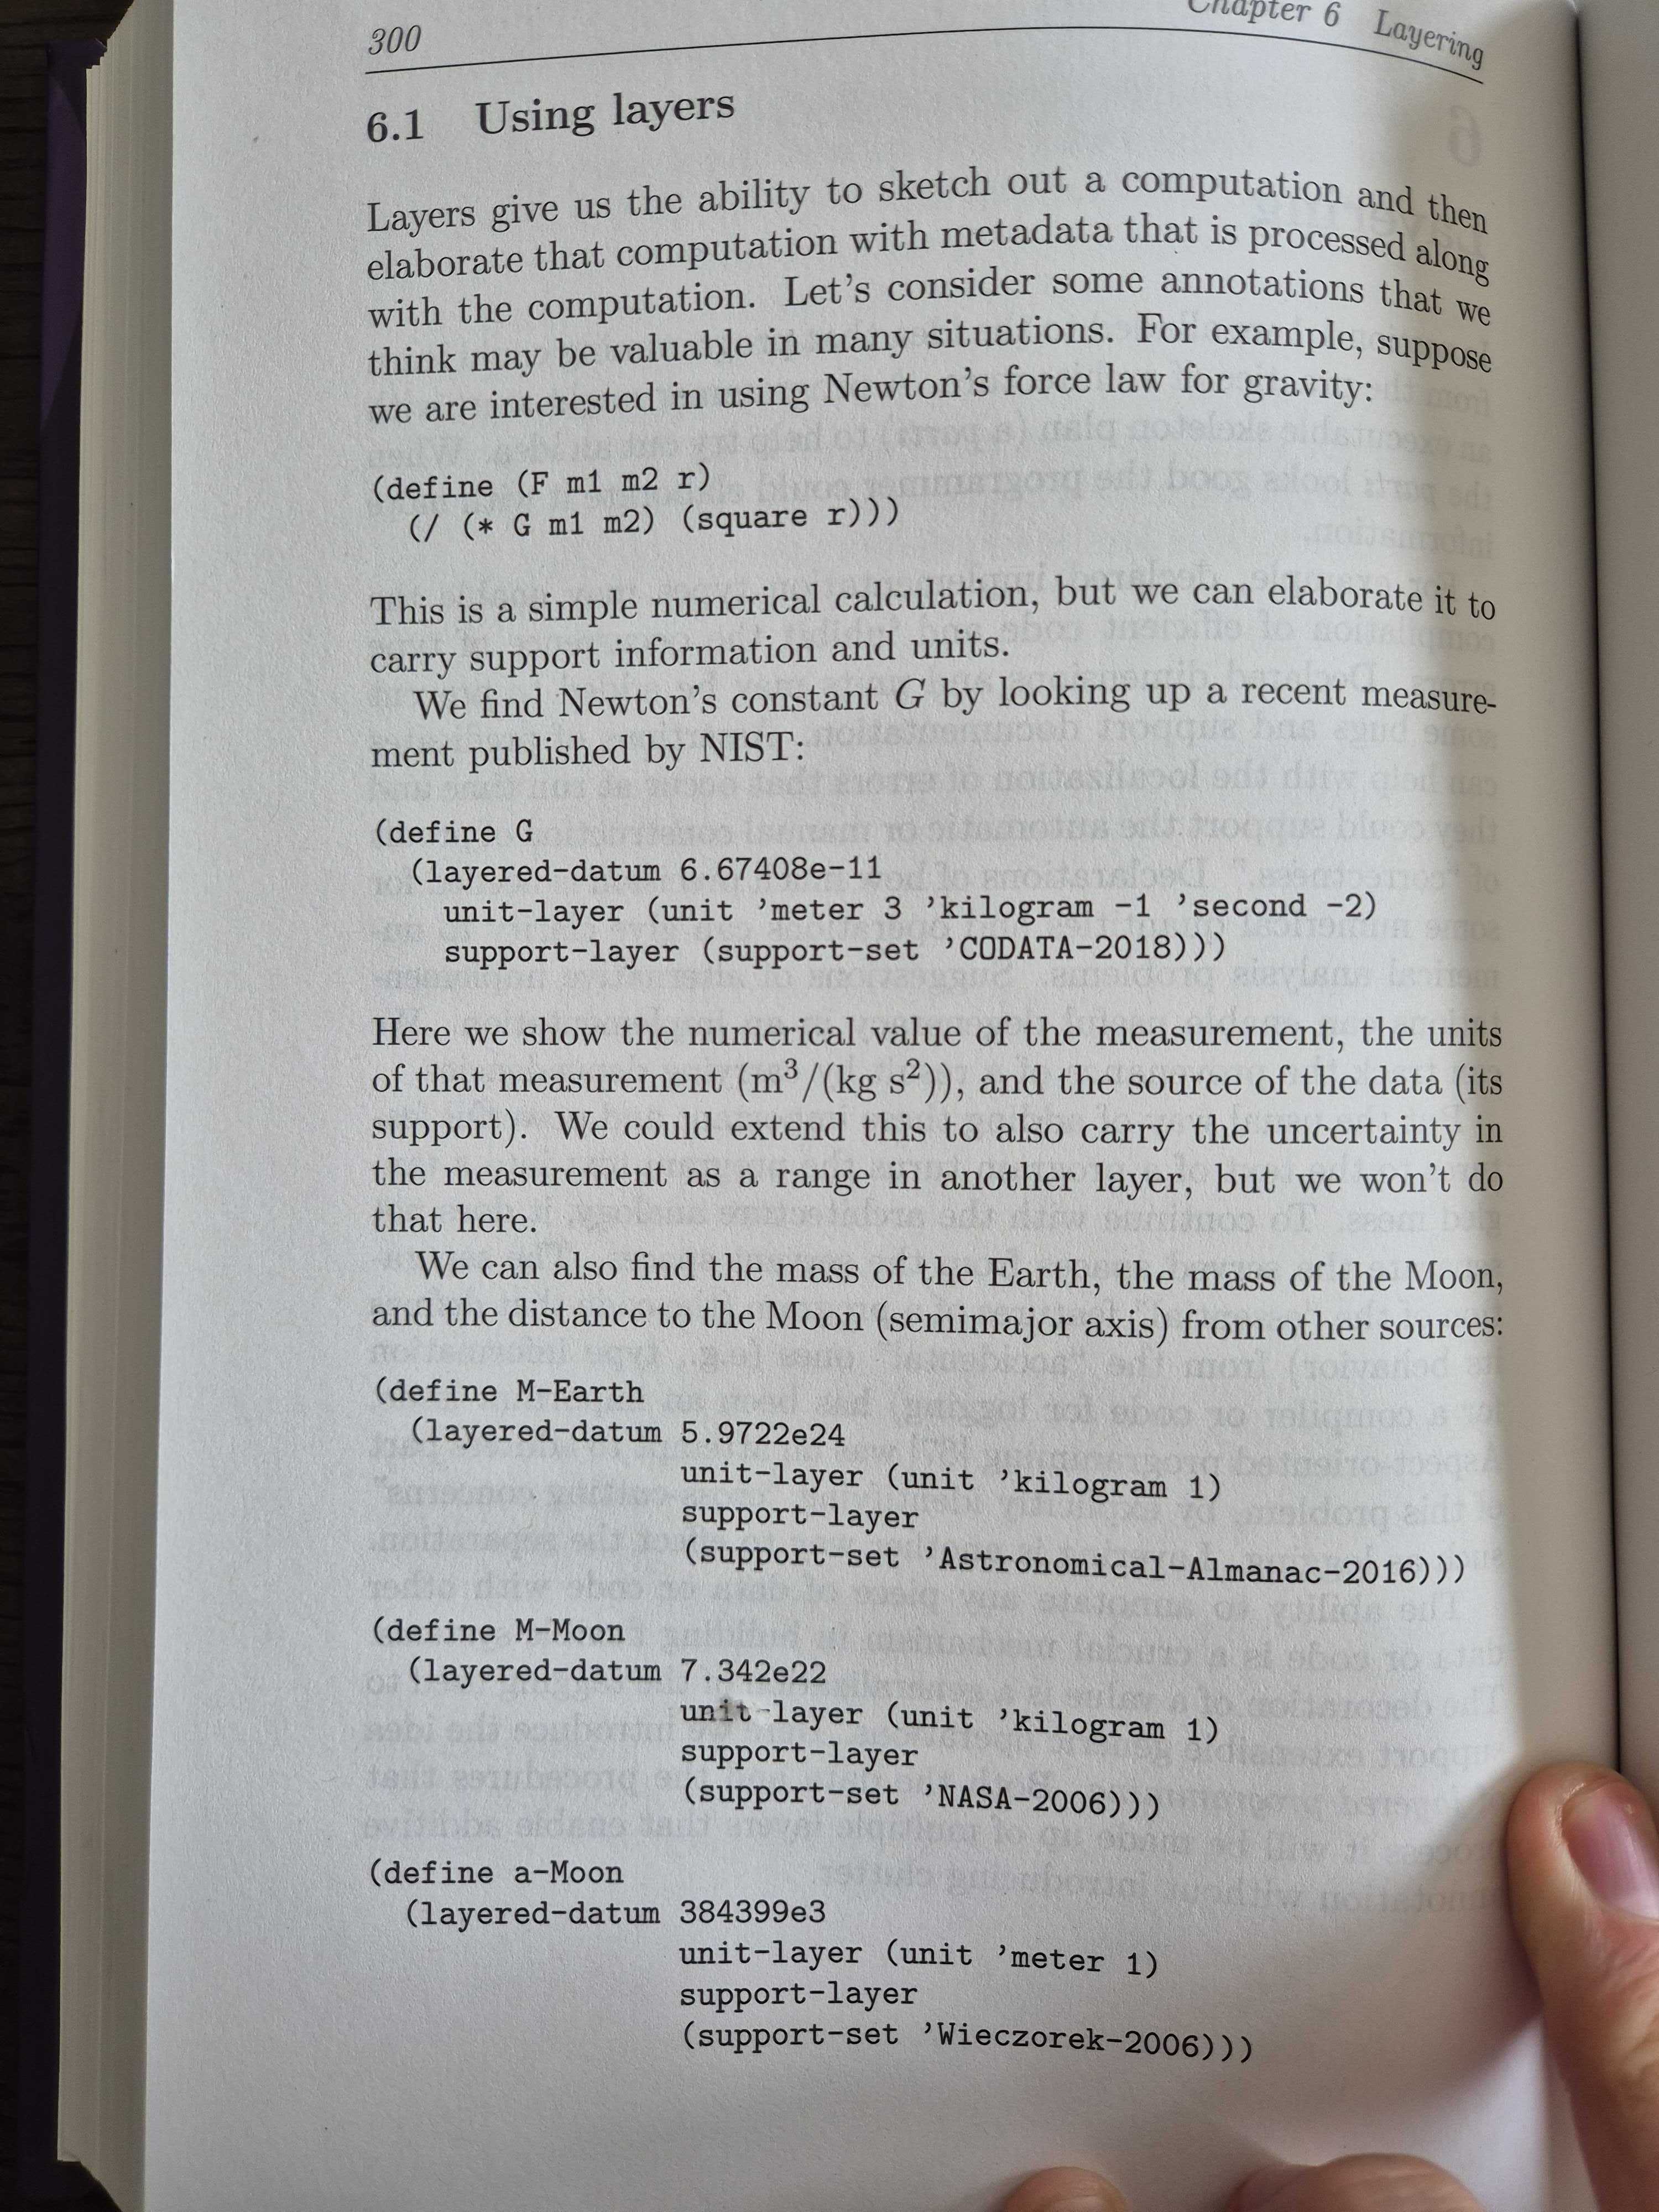 300
Chapter 6 Layering
6.1 Using layers
Layers give us the ability to sketch out a computation and then
elaborate that computation with metadata that is processed along
with the computation. Let's consider some annotations that we
think may be valuable in many situations. For example, suppose
we are interested in using Newton's force law for gravity:
(define (F m1 m2 r)
(/ (* G m1 m2) (square r)))
This is a simple numerical calculation, but we can elaborate it to
carry support information and units.
We find Newton's constant G by looking up a recent measure-
ment published by NIST:
(define G
(layered-datum 6.67408e-11
unit-layer (unit 'meter 3 'kilogram -1 'second -2)
support-layer (support-set 'CODATA-2018)))
Here we show the numerical value of the measurement, the units
of that measurement (m³/(kg s²)), and the source of the data (its
support). We could extend this to also carry the uncertainty in
the measurement as a range in another layer, but we won't do
that here.
We can also find the mass of the Earth, the mass of the Moon,
and the distance to the Moon (semimajor axis) from other sources:
(define M-Earth
(layered-datum 5.9722e24
unit-layer (unit 'kilogram 1)
support-layer
(support-set 'Astronomical-Almanac-2016)))
(define M-Moon
(layered-datum 7.342e22
unit-layer (unit 'kilogram 1)
support-layer
(support-set 'NASA-2006)))
(define a-Moon
(layered-datum 384399e3
unit-layer (unit 'meter 1)
support-layer
(support-set 'Wieczorek-2006)))